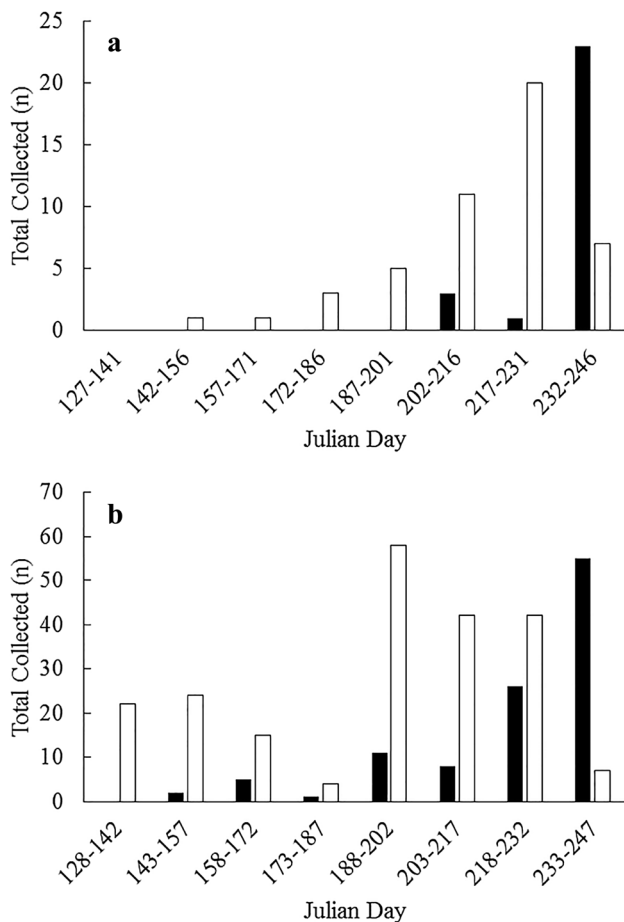 a
Total Collected (n)
25
20
15
10
5
0
127-141 142-156 157-171 172-186 187-201 202-216 217-231 232-246
Julian Day
b
Total Collected (n)
70
60
50
40
30
20
10
0
128-142 143-157 158-172 173-187 188-202 203-217 218-232 233-247
Julian Day